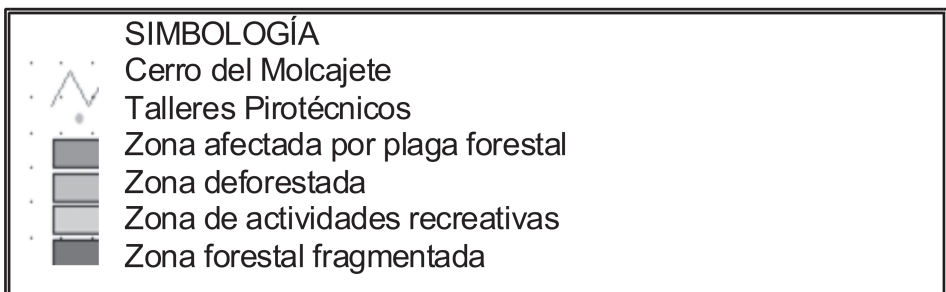 SIMBOLOGÍA
Cerro del Molcajete
Talleres Pirotécnicos
Zona afectada por plaga forestal
Zona deforestada
Zona de actividades recreativas
Zona forestal fragmentada